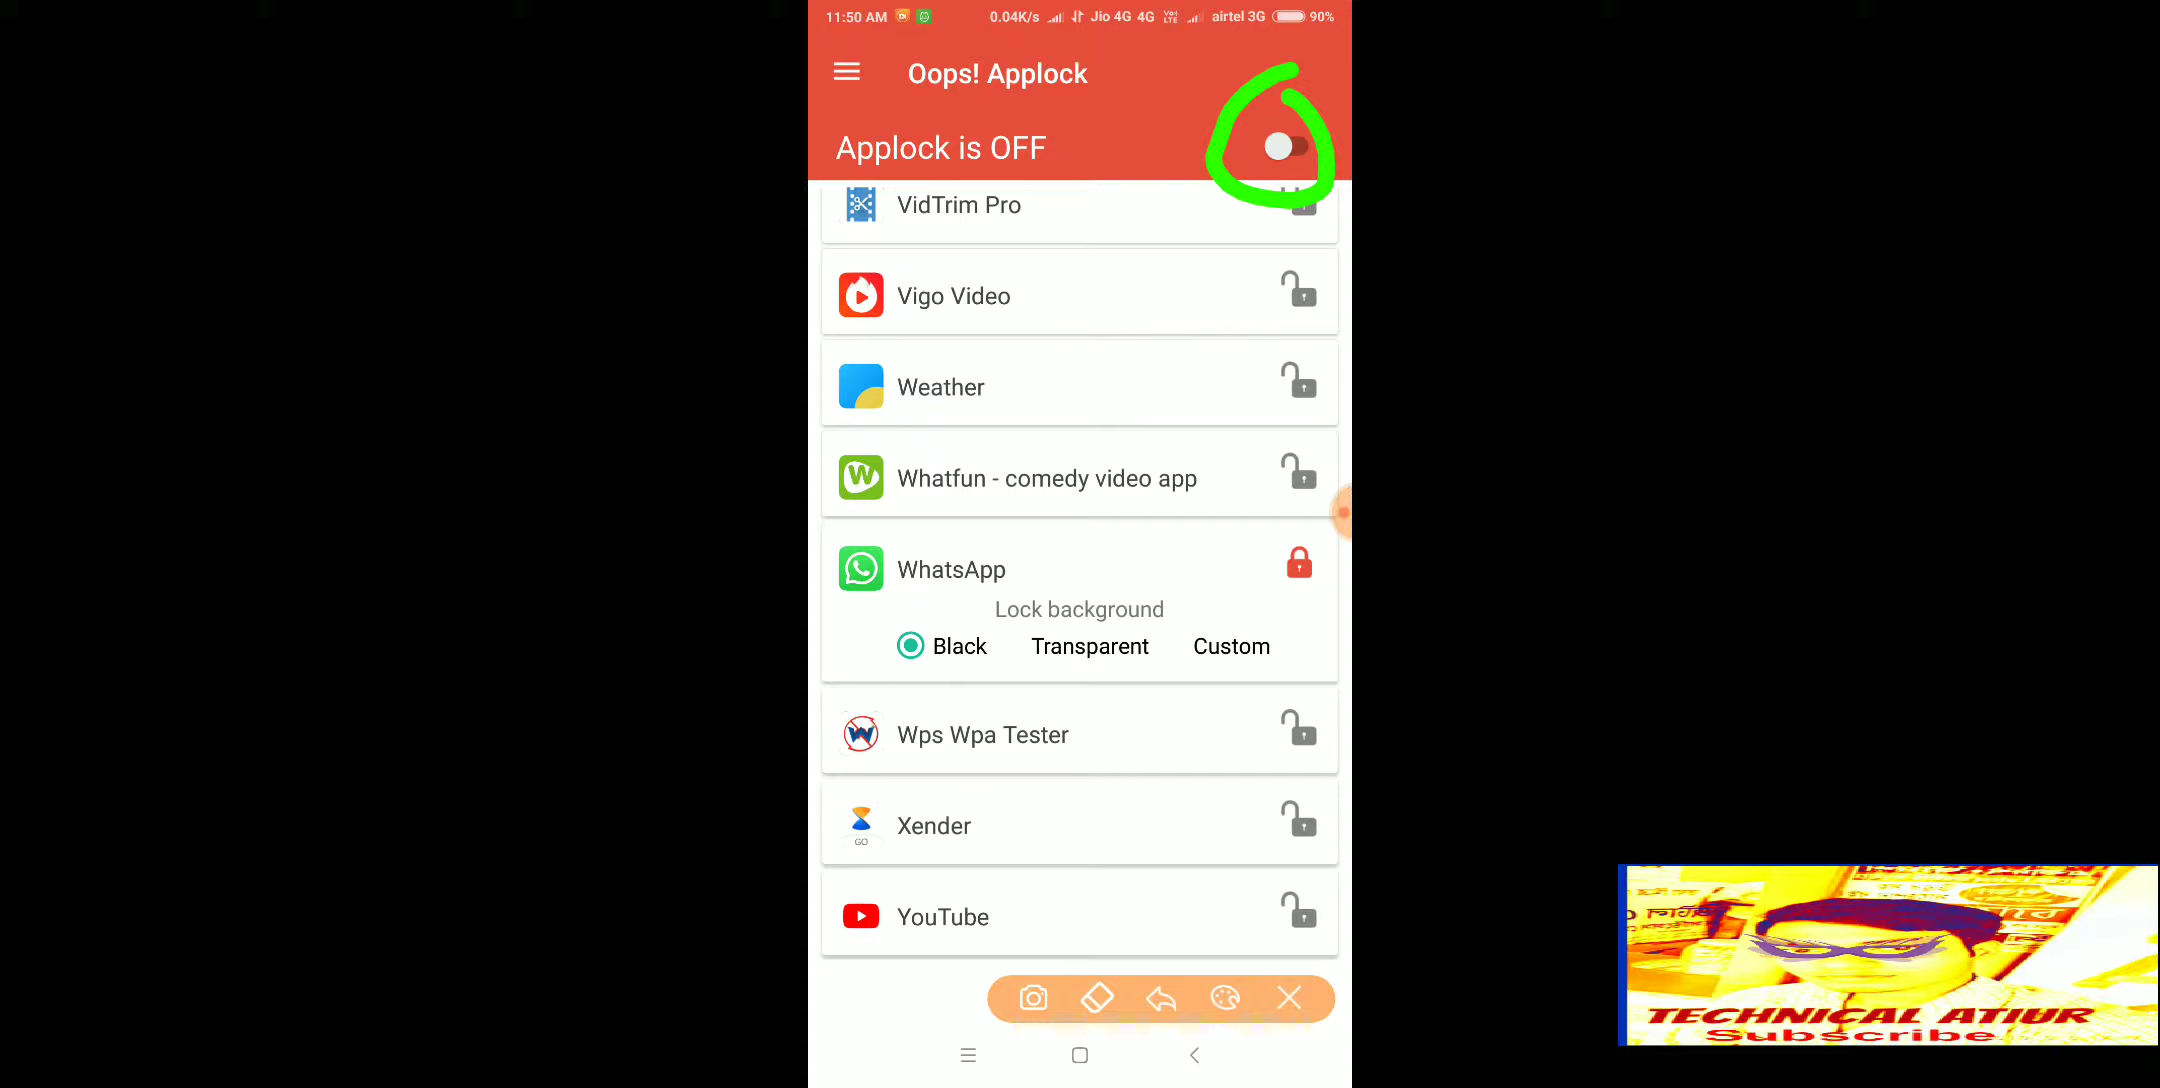 11:50 AM 0.04K/s Jio 4G 4G VoLTE airtel 3G 90%
Oops! Applock
Applock is OFF
VidTrim Pro
Vigo Video
Weather
Whatfun - comedy video app
WhatsApp
Lock background
Black Transparent Custom
Wps Wpa Tester
Xender
GO
YouTube
TECHNICAL ATIUR
Subscribe